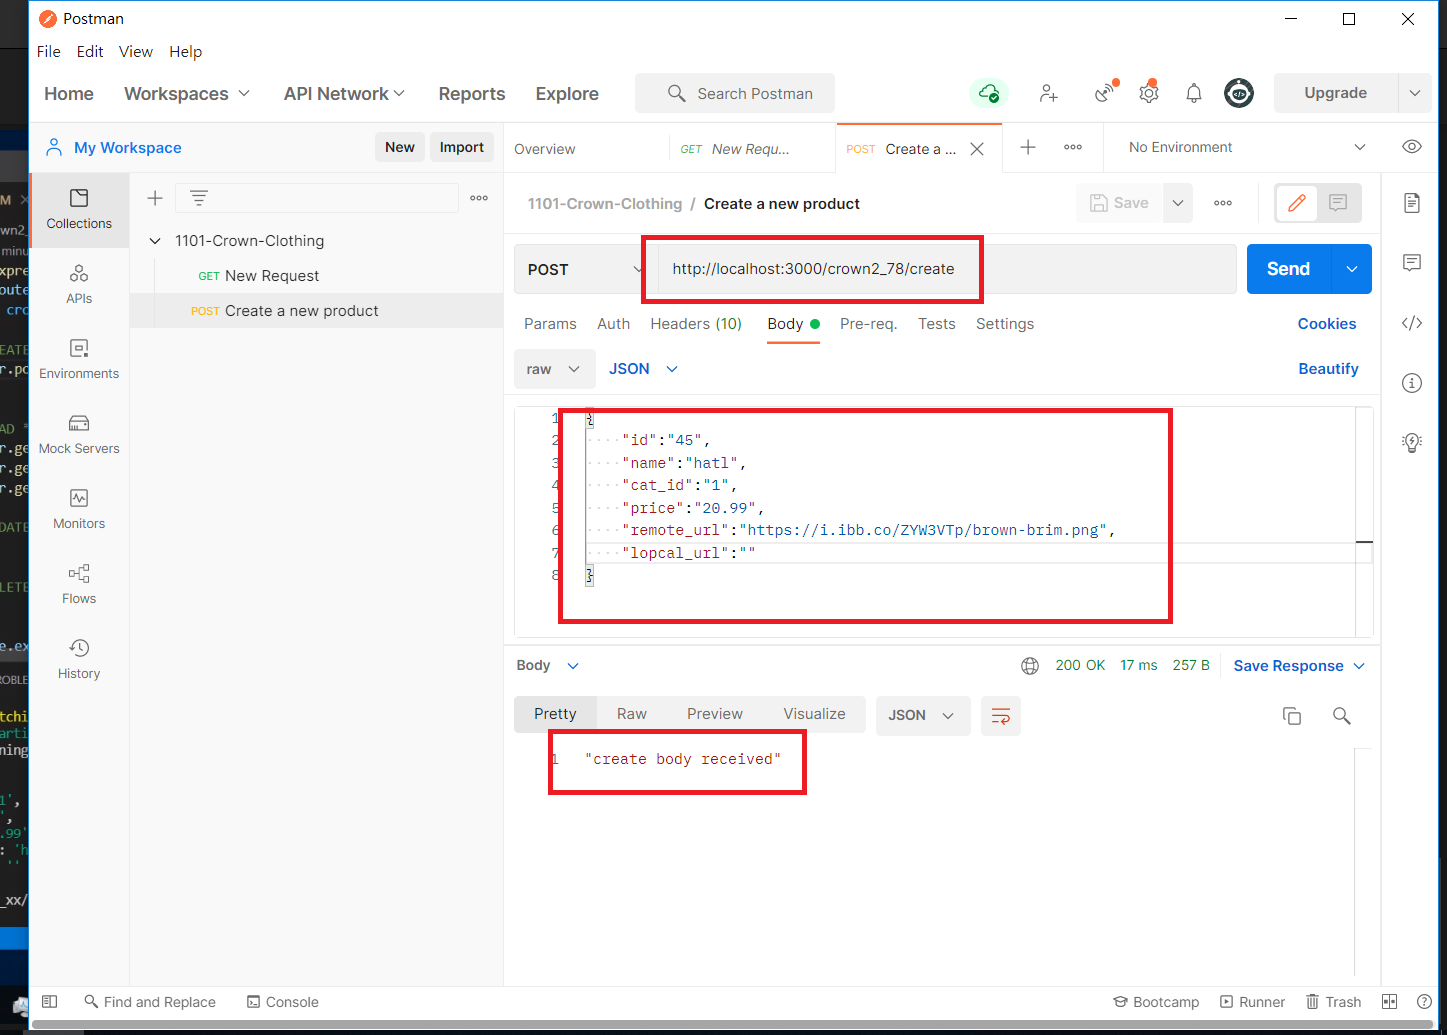 Postman
File Edit View Help
Home Workspaces API Network Reports Explore Search Postman Upgrade
My Workspace New Import Overview GET New Requ... POST Create a ... No Environment
1101-Crown-Clothing / Create a new product Save
Collections
1101-Crown-Clothing
GET New Request
POST Create a new product
APIs
Environments
Mock Servers
Monitors
Flows
History
POST http://localhost:3000/crown2_78/create Send
Params Auth Headers (10) Body Pre-req. Tests Settings Cookies
raw JSON Beautify
1 {
2 "id":"45",
3 "name":"hatl",
4 "cat_id":"1",
5 "price":"20.99",
6 "remote_url":"https://i.ibb.co/ZYW3VTp/brown-brim.png",
7 "lopcal_url":""
8 }
Body 200 OK 17 ms 257 B Save Response
Pretty Raw Preview Visualize JSON
1 "create body received"
Find and Replace Console Bootcamp Runner Trash